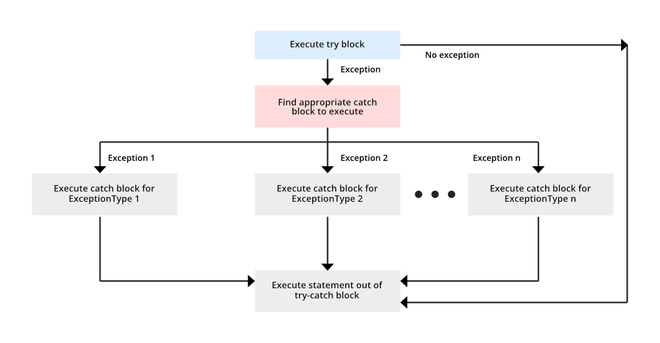 Execute try block
No exception
Exception
Find appropriate catch
block to execute
Exception 1
Exception 2
Exception n
Execute catch block for
ExceptionType 1
Execute catch block for
ExceptionType 2
Execute catch block for
ExceptionType n
Execute statement out of
try-catch block